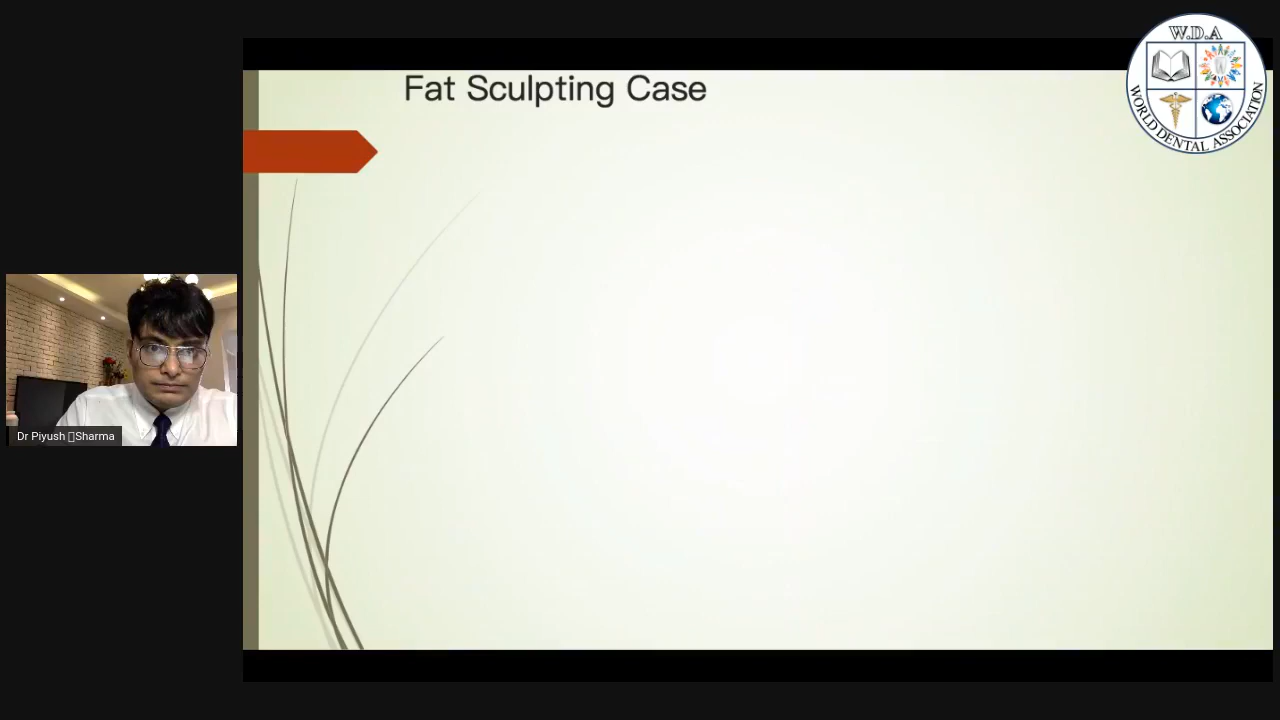 Fat Sculpting Case
W.D.A
WORLD DENTAL ASSOCIATION
Dr Piyush Sharma